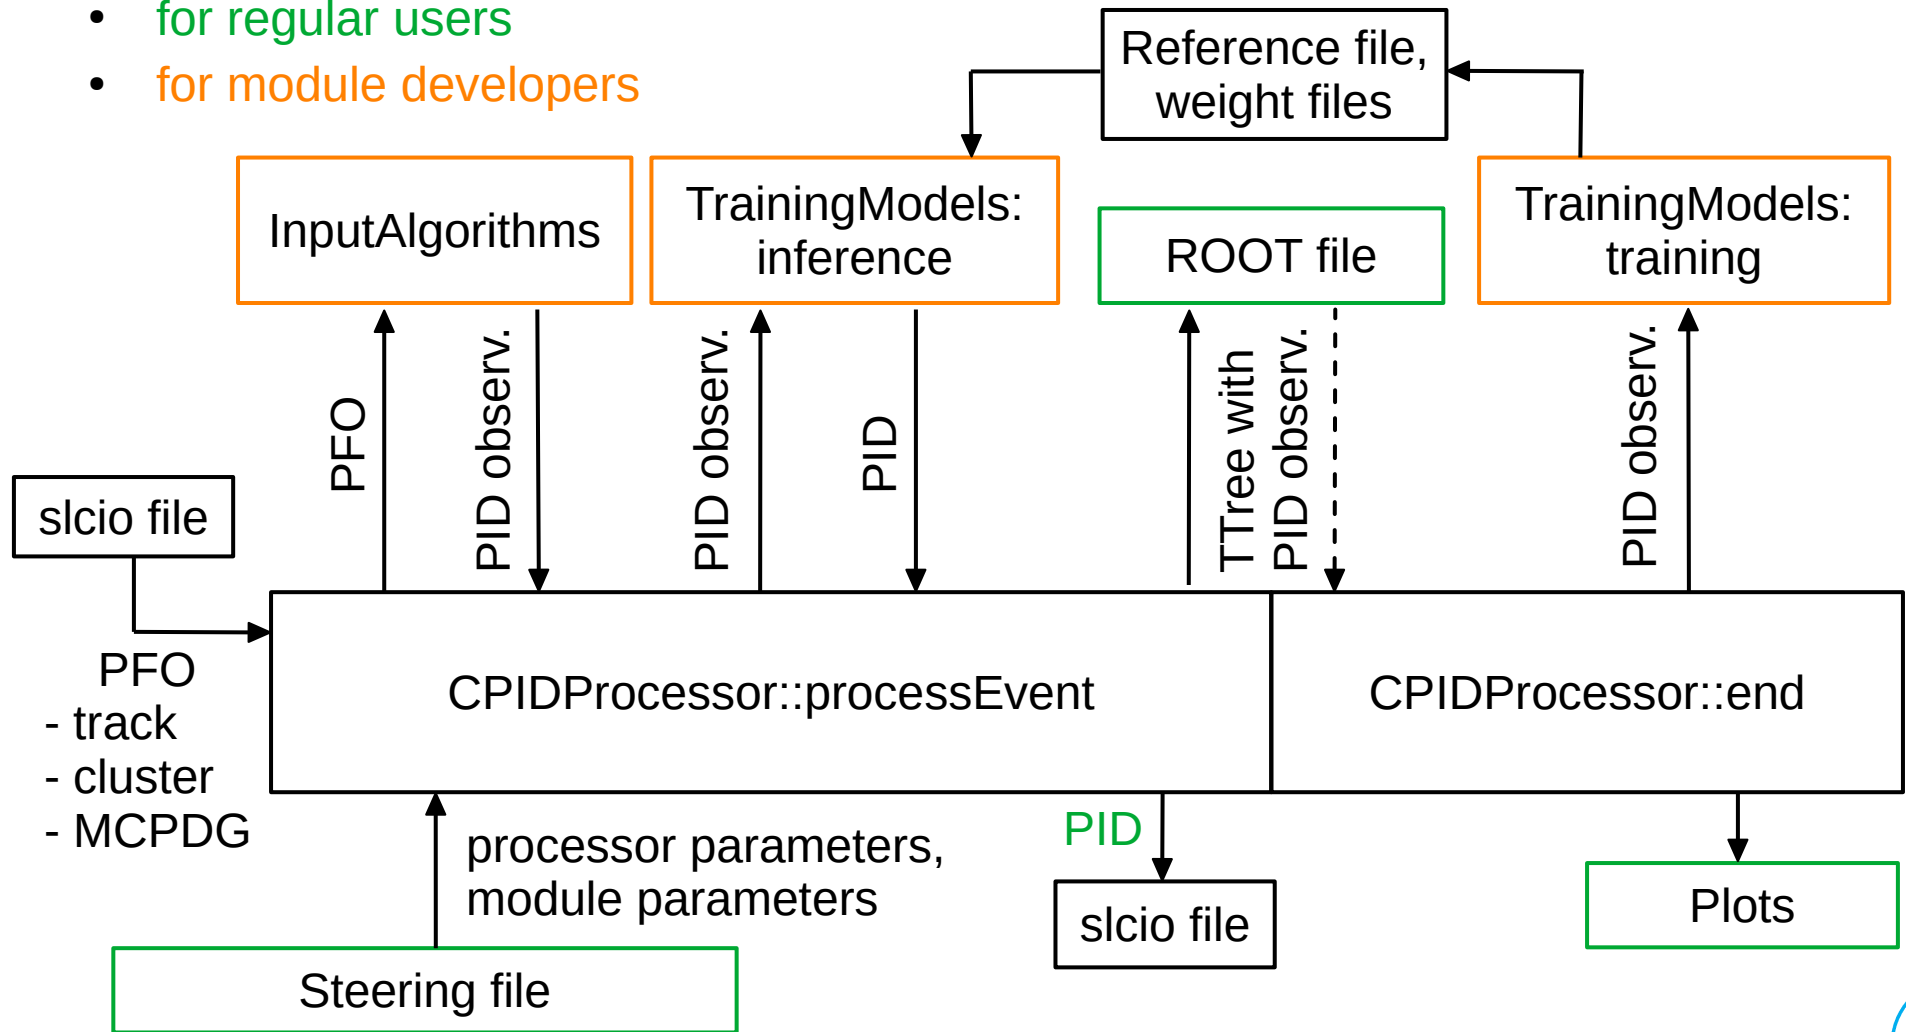 • for regular users
• for module developers
Reference file,
weight files
InputAlgorithms
TrainingModels:
inference
ROOT file
TrainingModels:
training
PFO
PID observ.
PID observ.
PID
TTree with
PID observ.
PID observ.
slcio file
PFO
- track
- cluster
- MCPDG
CPIDProcessor::processEvent
CPIDProcessor::end
processor parameters,
module parameters
PID
slcio file
Plots
Steering file